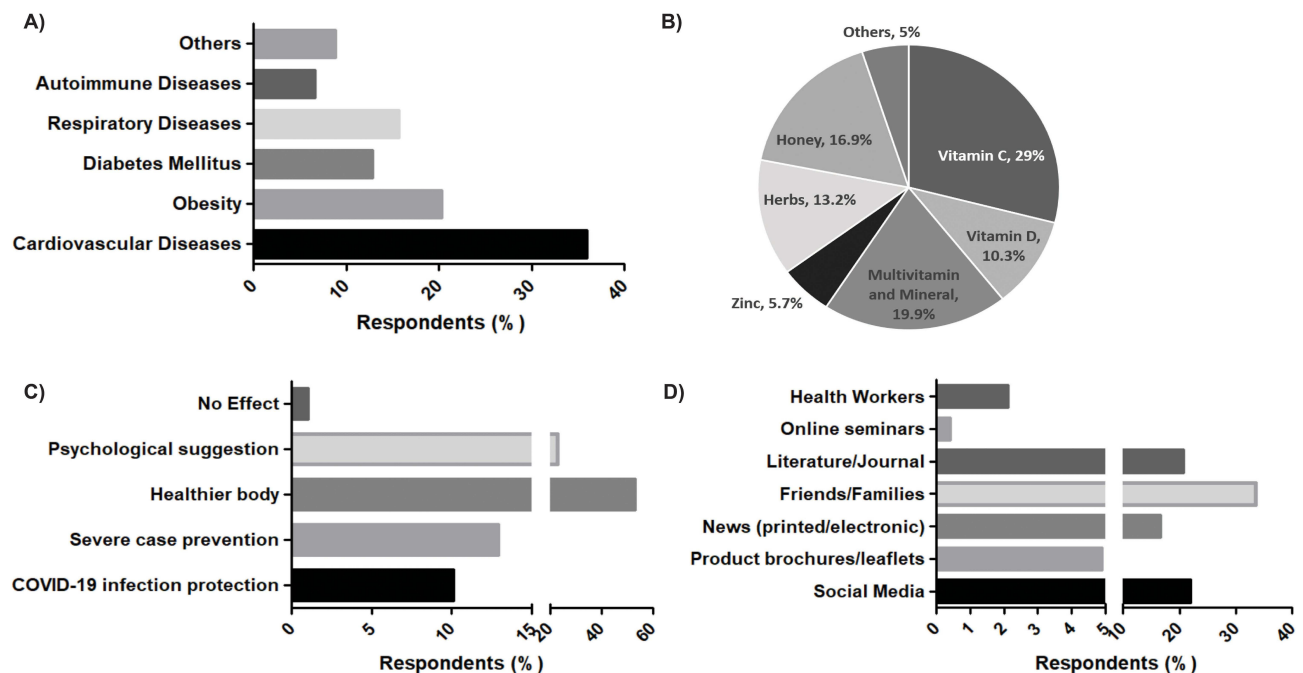 A)
Others
Autoimmune Diseases
Respiratory Diseases
Diabetes Mellitus
Obesity
Cardiovascular Diseases
0 10 20 30 40
Respondents (%)
B)
Others, 5%
Vitamin C, 29%
Honey, 16.9%
Herbs, 13.2%
Vitamin D,
10.3%
Multivitamin
and Mineral,
19.9%
Zinc, 5.7%
C)
No Effect
Psychological suggestion
Healthier body
Severe case prevention
COVID-19 infection protection
0 5 10 15 20 40 60
Respondents (%)
D)
Health Workers
Online seminars
Literature/Journal
Friends/Families
News (printed/electronic)
Product brochures/leaflets
Social Media
0 1 2 3 4 5 10 20 30 40
Respondents (%)